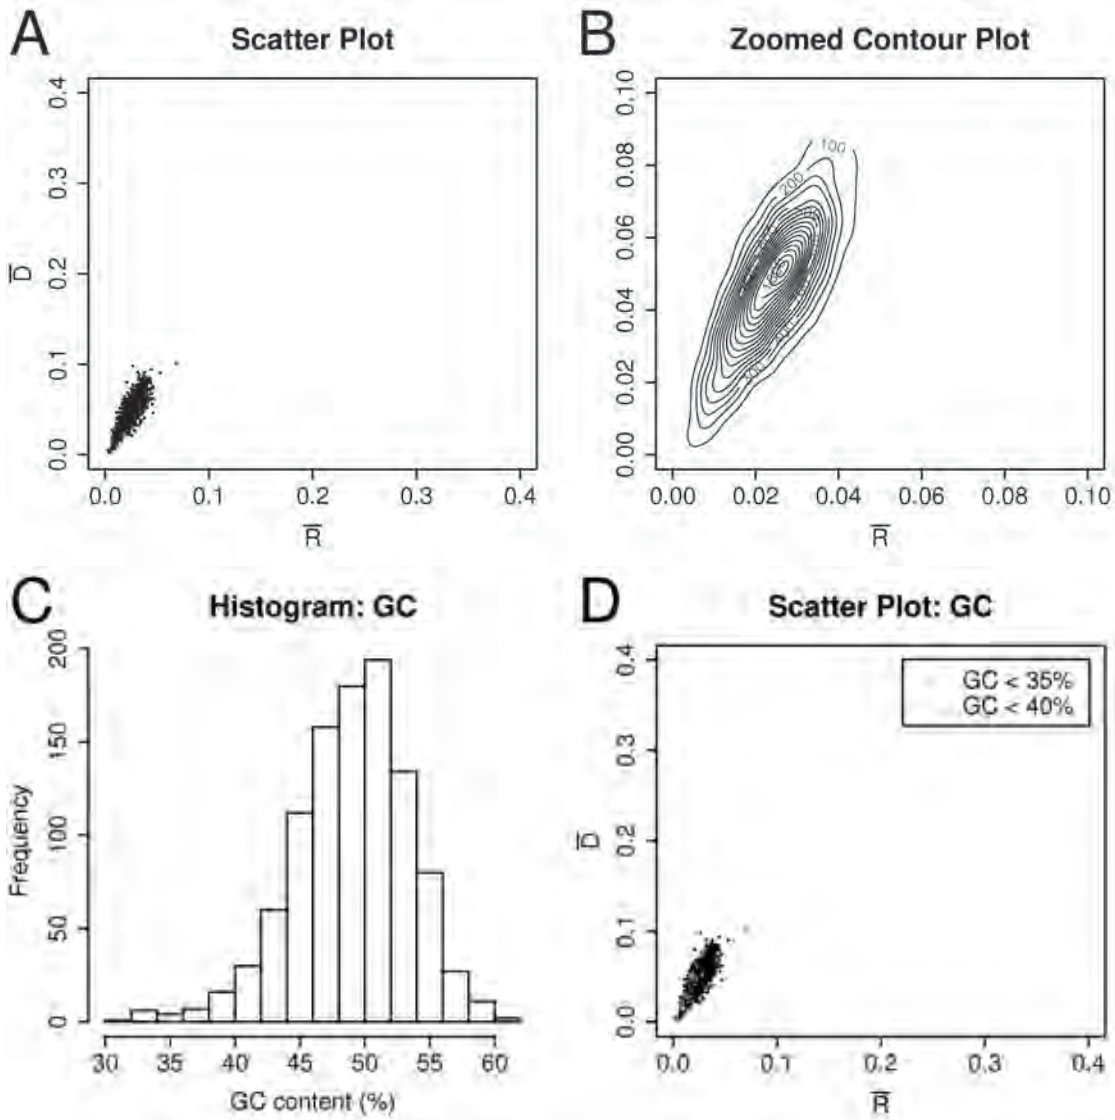 A
Scatter Plot
0.4
0.3
0.2
0.1
0.0
D̅
0.0 0.1 0.2 0.3 0.4
R̅
B
Zoomed Contour Plot
0.10
0.08
0.06
0.04
0.02
0.00
100
200
0.00 0.02 0.04 0.06 0.08 0.10
R̅
C
Histogram: GC
200
150
100
50
0
Frequency
30 35 40 45 50 55 60
GC content (%)
D
Scatter Plot: GC
0.4
0.3
0.2
0.1
0.0
D̅
GC < 35%
GC < 40%
0.0 0.1 0.2 0.3 0.4
R̅